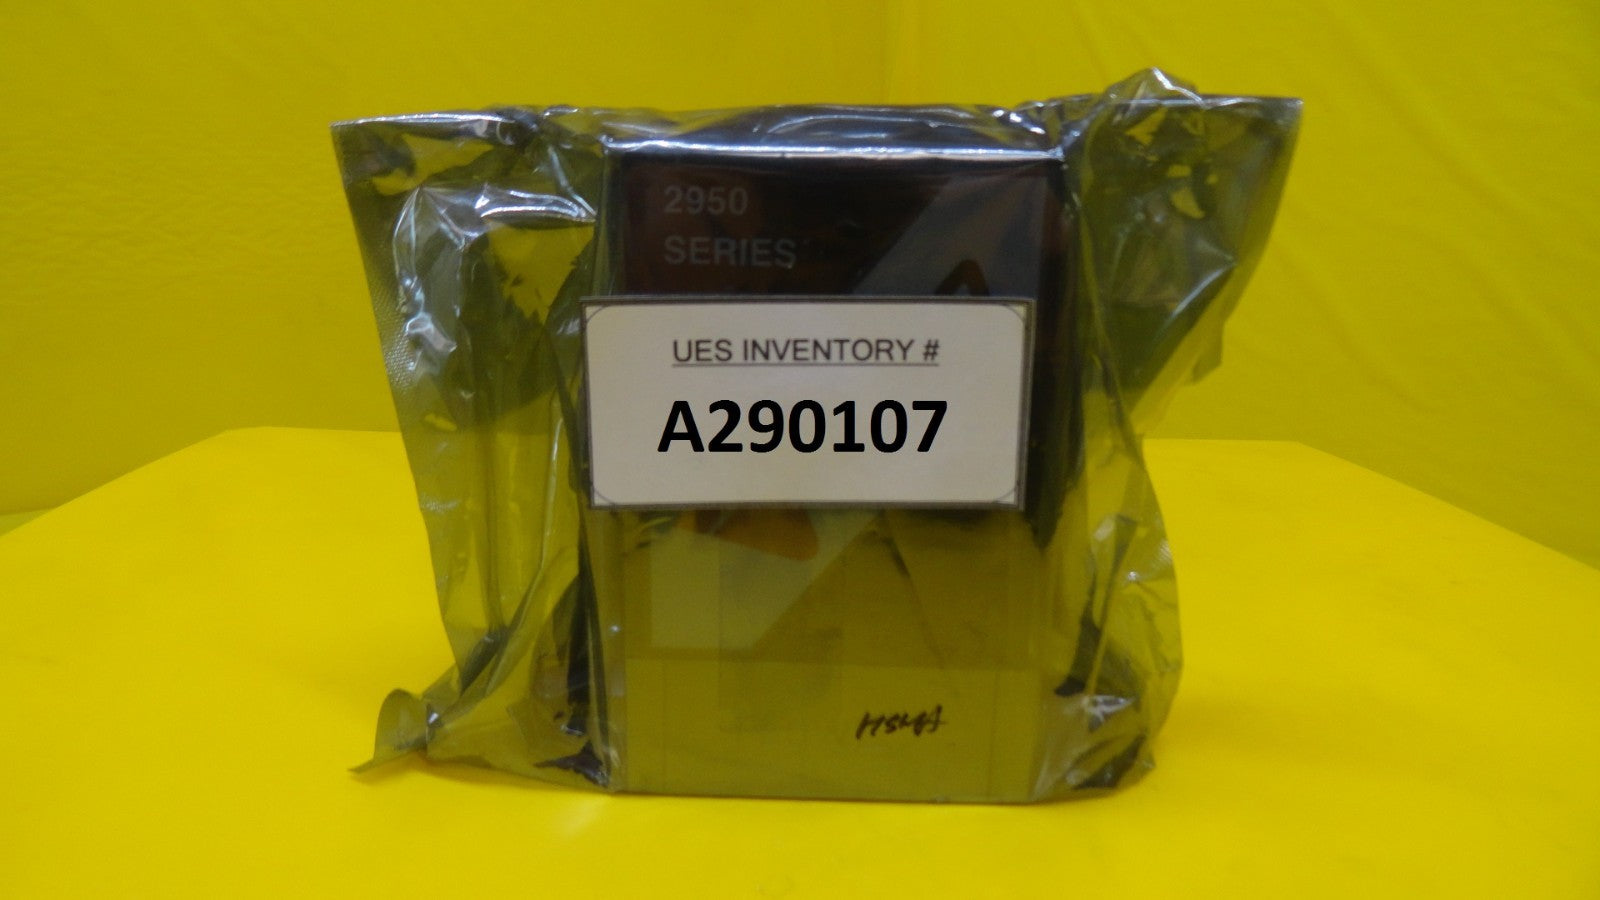 2950
SERIES
UES INVENTORY #
A290107